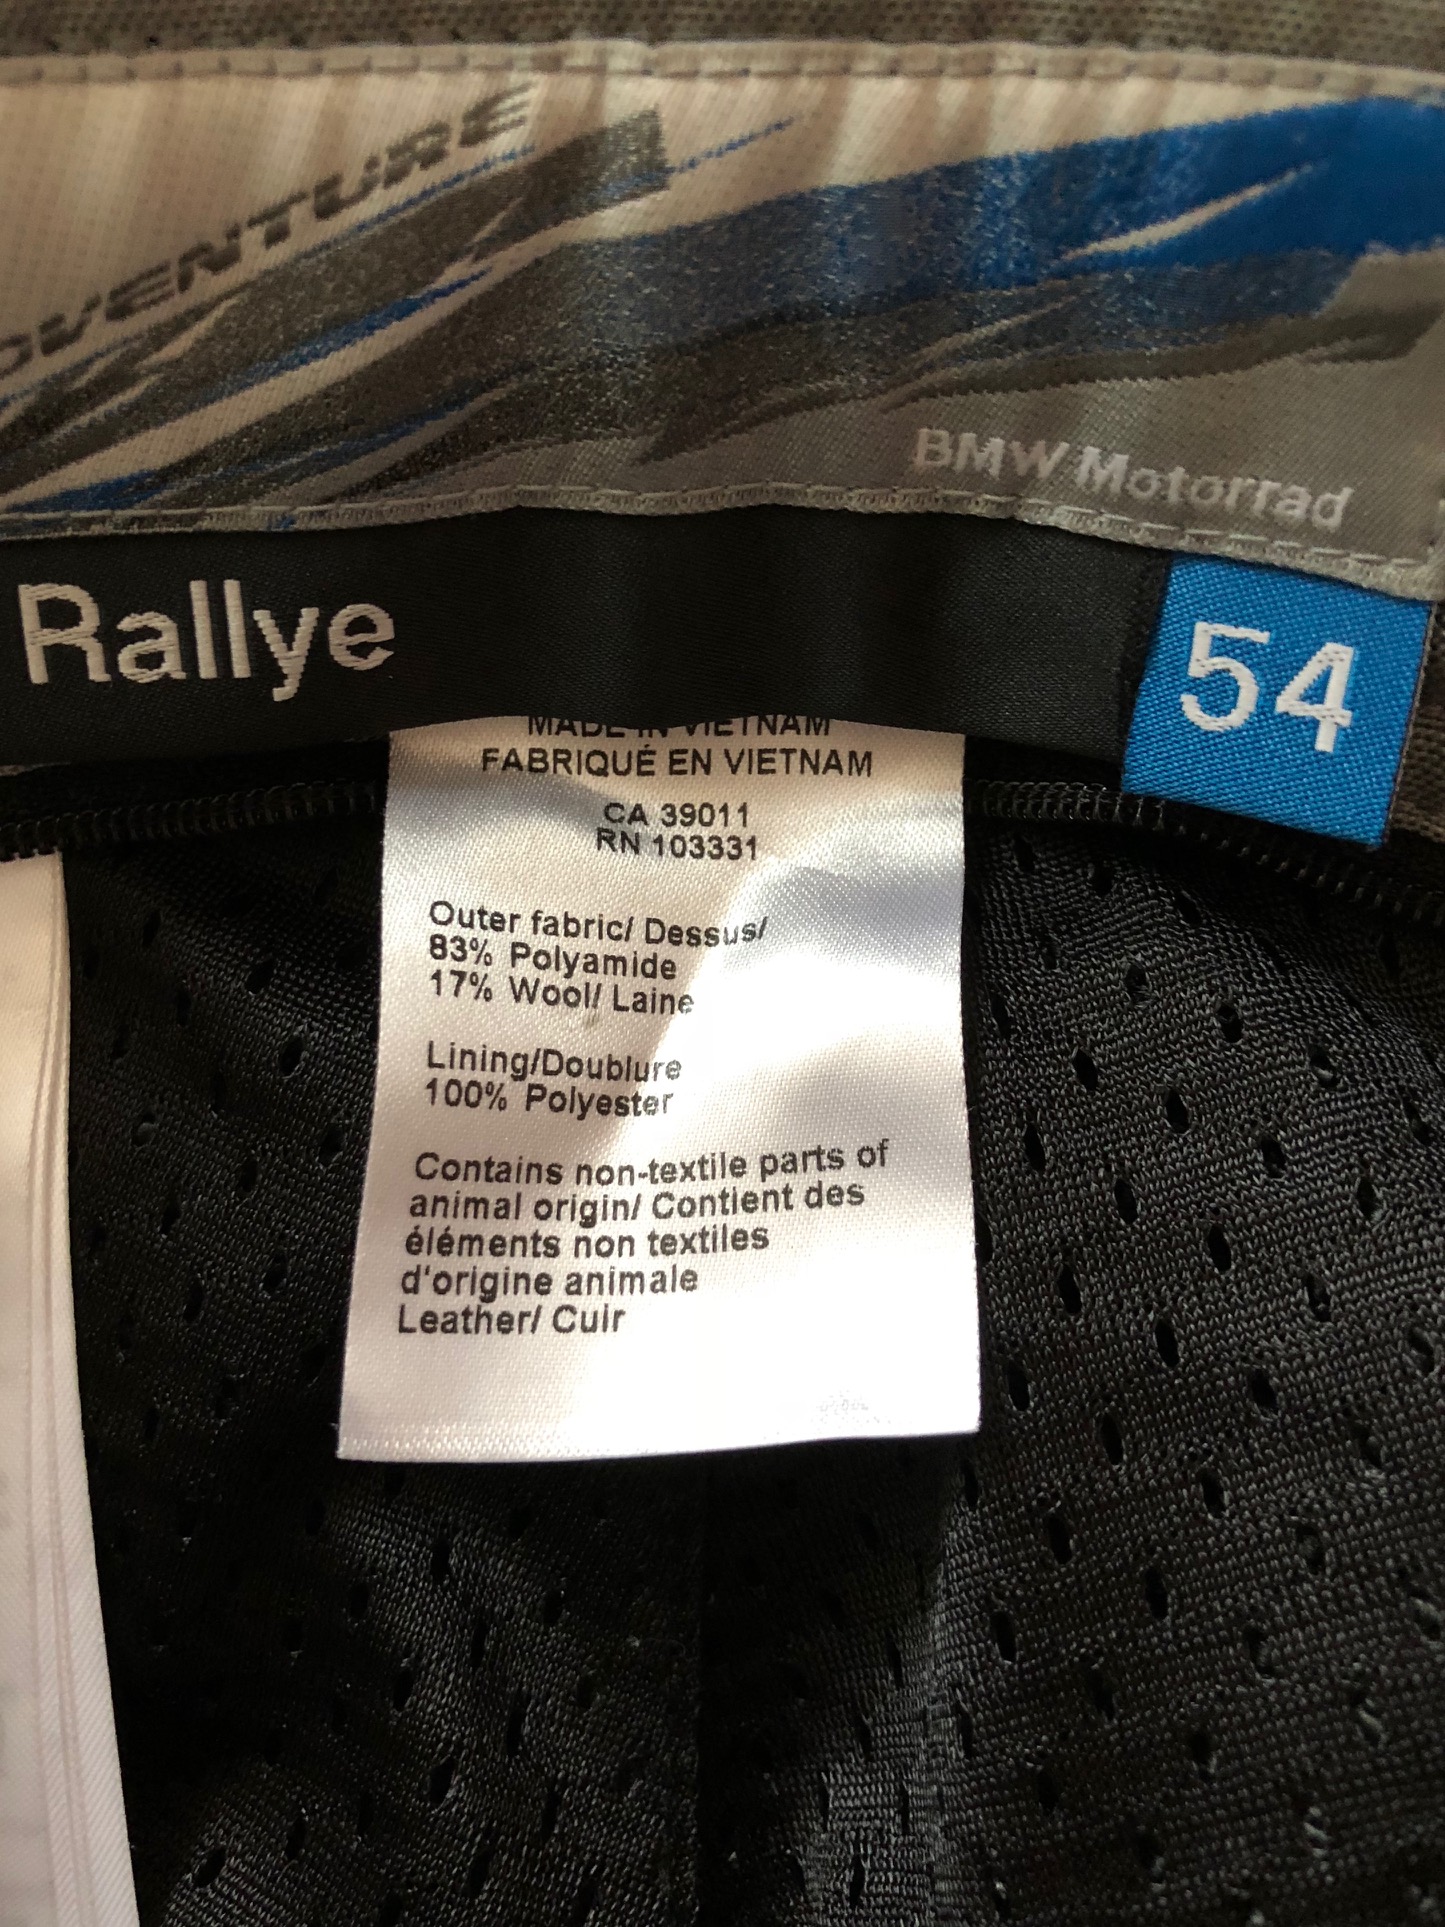 DVENTURE
BMW Motorrad
Rallye
54
MADE IN VIETNAM
FABRIQUÉ EN VIETNAM
CA 39011
RN 103331
Outer fabric/ Dessus/
83% Polyamide
17% Wool/ Laine
Lining/Doublure
100% Polyester
Contains non-textile parts of
animal origin/ Contient des
éléments non textiles
d'origine animale
Leather/ Cuir